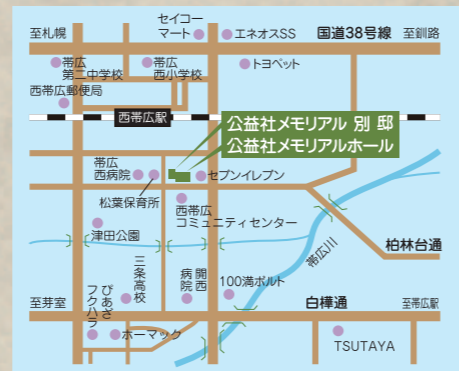 セイコー
マート
エネオスSS
国道38号線
至釧路
至札幌
帯広
第二中学校
帯広
西小学校
トヨペット
西帯広郵便局
西帯広駅
公益社メモリアル 別 邸
公益社メモリアルホール
帯広
西病院
セブンイレブン
松葉保育所
西帯広
コミュニティセンター
津田公園
帯広川
柏林台通
三条高校
開西
病院
100満ボルト
ぴあざ
フクハラ
至芽室
白樺通
至帯広駅
ホーマック
TSUTAYA